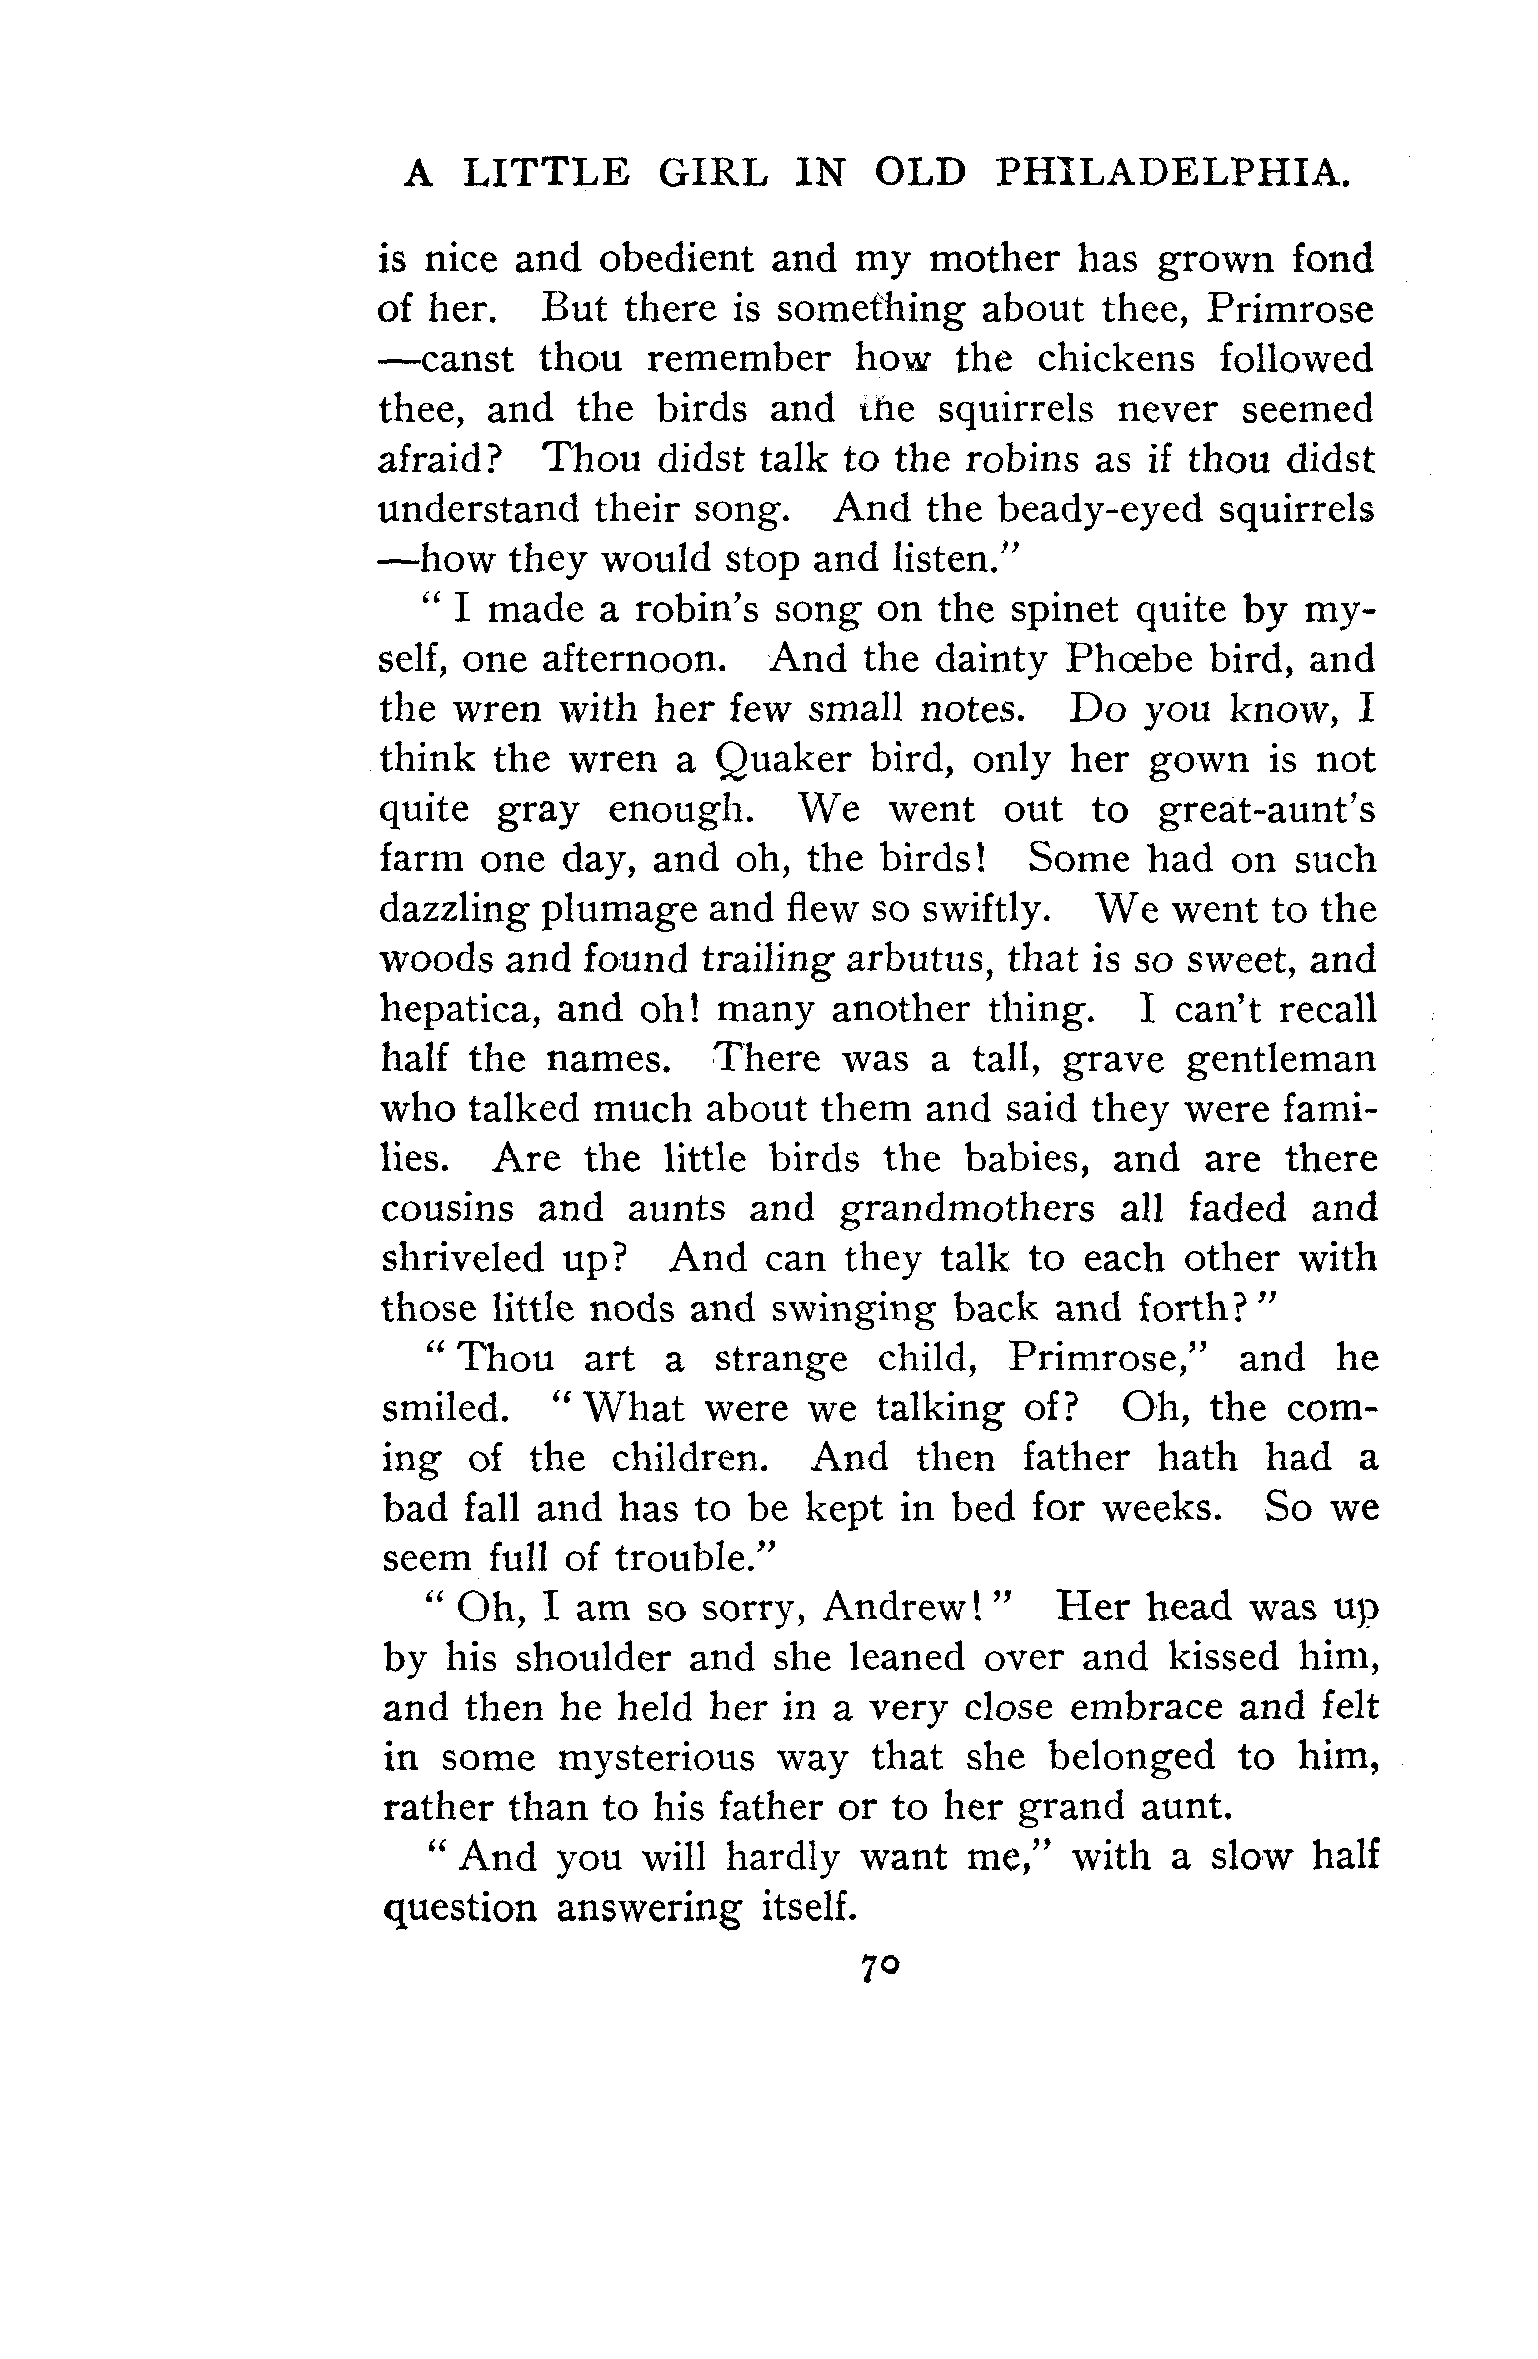 A LITTLE GIRL IN OLD PHILADELPHIA.
is nice and obedient and my mother has grown fond
of her. But there is something about thee, Primrose
—canst thou remember how the chickens followed
thee, and the birds and the squirrels never seemed
afraid? Thou didst talk to the robins as if thou didst
understand their song. And the beady-eyed squirrels
—how they would stop and listen.”
“ I made a robin’s song on the spinet quite by my-
self, one afternoon. And the dainty Phœbe bird, and
the wren with her few small notes. Do you know, I
think the wren a Quaker bird, only her gown is not
quite gray enough. We went out to great-aunt’s
farm one day, and oh, the birds! Some had on such
dazzling plumage and flew so swiftly. We went to the
woods and found trailing arbutus, that is so sweet, and
hepatica, and oh! many another thing. I can’t recall
half the names. There was a tall, grave gentleman
who talked much about them and said they were fami-
lies. Are the little birds the babies, and are there
cousins and aunts and grandmothers all faded and
shriveled up? And can they talk to each other with
those little nods and swinging back and forth? ”
“ Thou art a strange child, Primrose,” and he
smiled. “ What were we talking of? Oh, the com-
ing of the children. And then father hath had a
bad fall and has to be kept in bed for weeks. So we
seem full of trouble.”
“ Oh, I am so sorry, Andrew! ” Her head was up
by his shoulder and she leaned over and kissed him,
and then he held her in a very close embrace and felt
in some mysterious way that she belonged to him,
rather than to his father or to her grand aunt.
“ And you will hardly want me,” with a slow half
question answering itself.
70